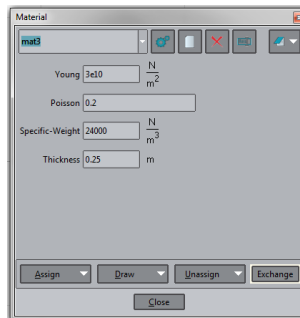 Material
mat3
Young 3e10 N/m²
Poisson 0.2
Specific-Weight 24000 N/m³
Thickness 0.25 m
Assign Draw Unassign Exchange
Close